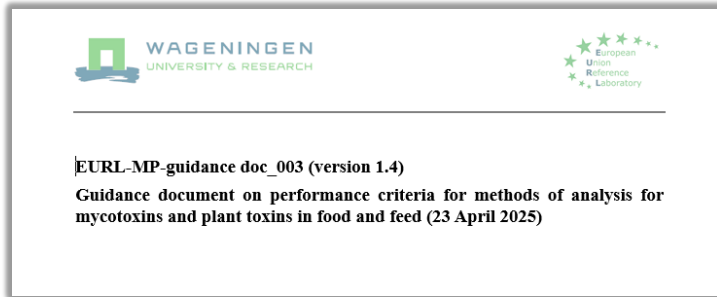 WAGENINGEN
UNIVERSITY & RESEARCH
European
Union
Reference
Laboratory
EURL-MP-guidance doc_003 (version 1.4)
Guidance document on performance criteria for methods of analysis for
mycotoxins and plant toxins in food and feed (23 April 2025)